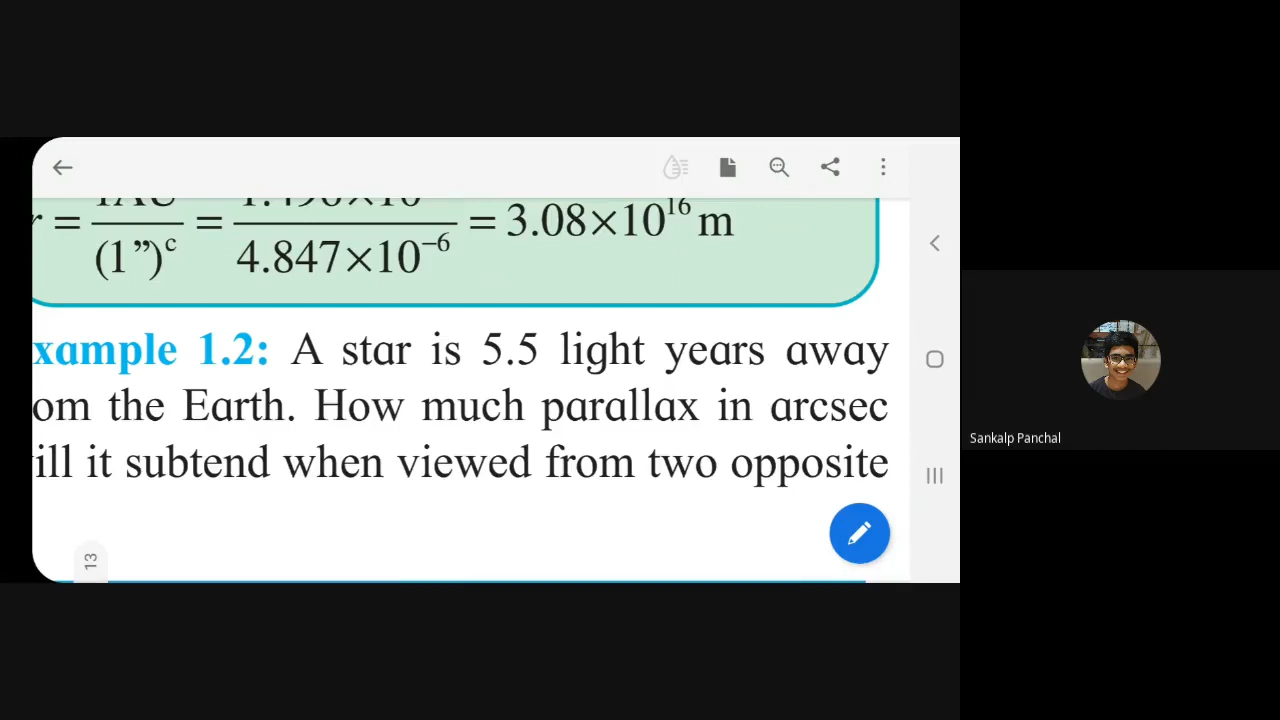 = = = 3.08×10¹⁶ m
(1”)ᶜ 4.847×10⁻⁶
xample 1.2: A star is 5.5 light years away
om the Earth. How much parallax in arcsec
ill it subtend when viewed from two opposite
13
Sankalp Panchal